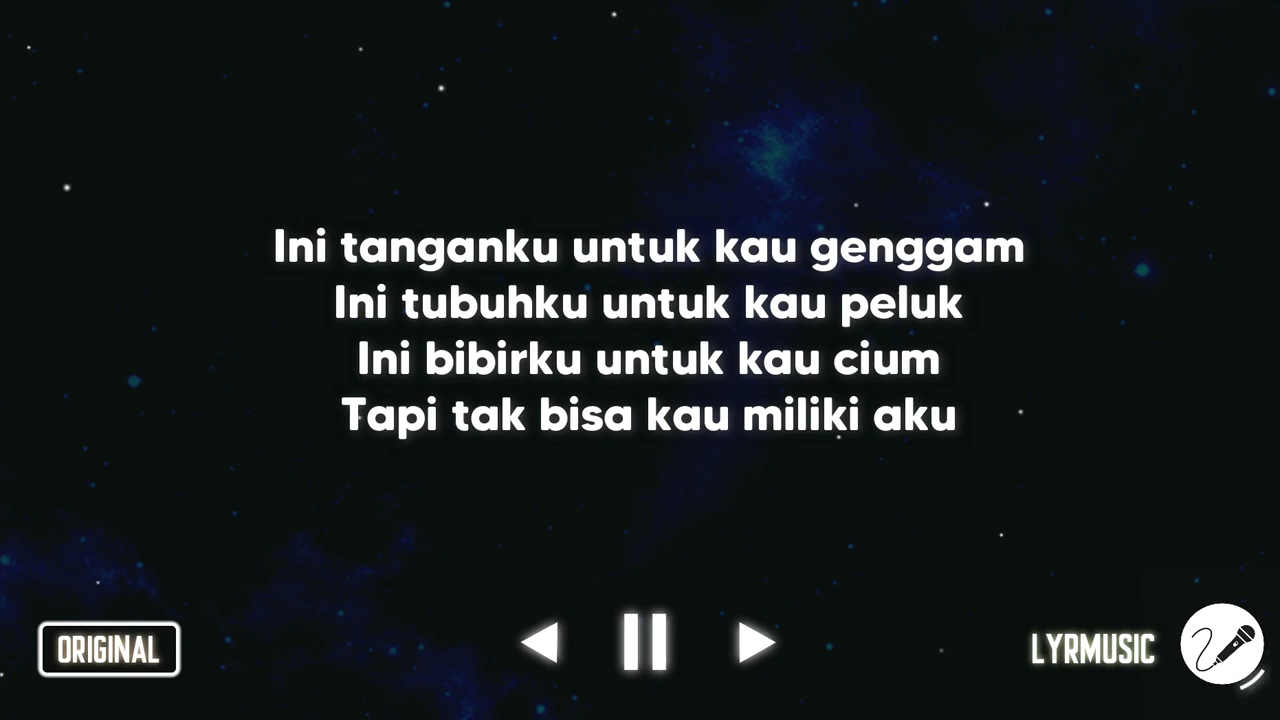 Ini tanganku untuk kau genggam
Ini tubuhku untuk kau peluk
Ini bibirku untuk kau cium
Tapi tak bisa kau miliki aku
ORIGINAL
LYRMUSIC